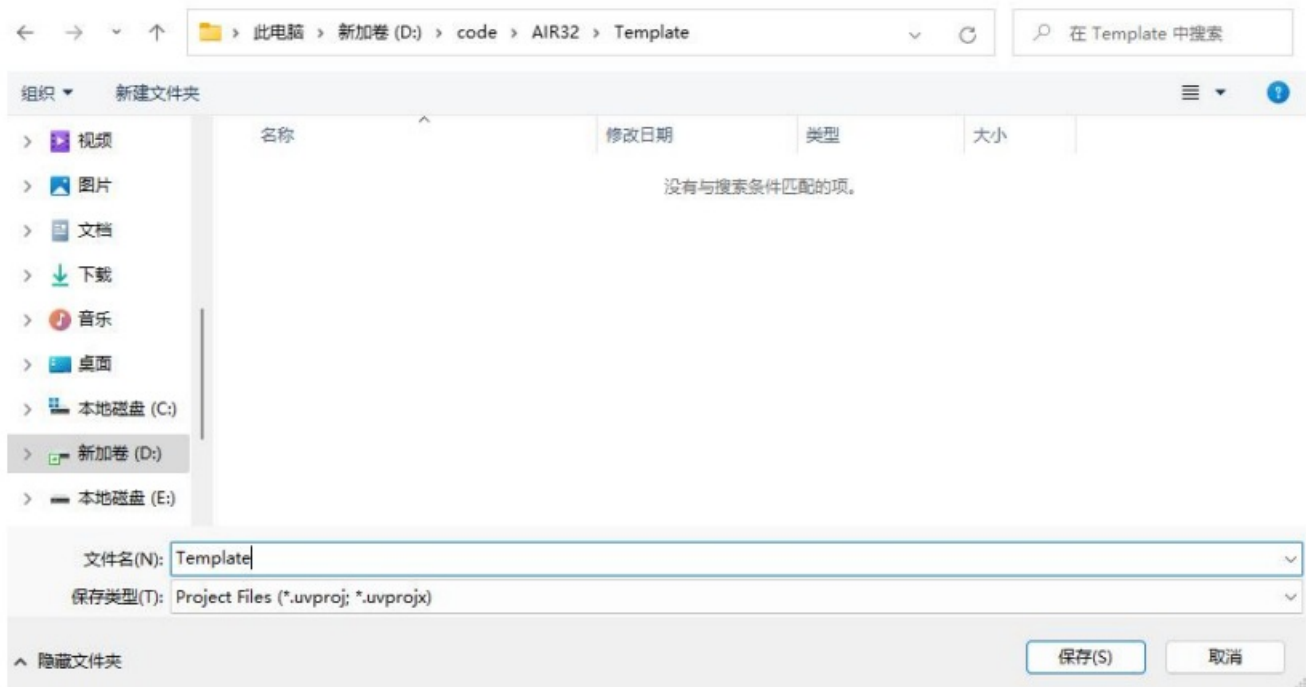 此电脑 › 新加卷 (D:) › code › AIR32 › Template
在 Template 中搜索
组织 新建文件夹
名称 修改日期 类型 大小
没有与搜索条件匹配的项。
视频
图片
文档
下载
音乐
桌面
本地磁盘 (C:)
新加卷 (D:)
本地磁盘 (E:)
文件名(N): Template
保存类型(T): Project Files (*.uvproj; *.uvprojx)
隐藏文件夹
保存(S) 取消